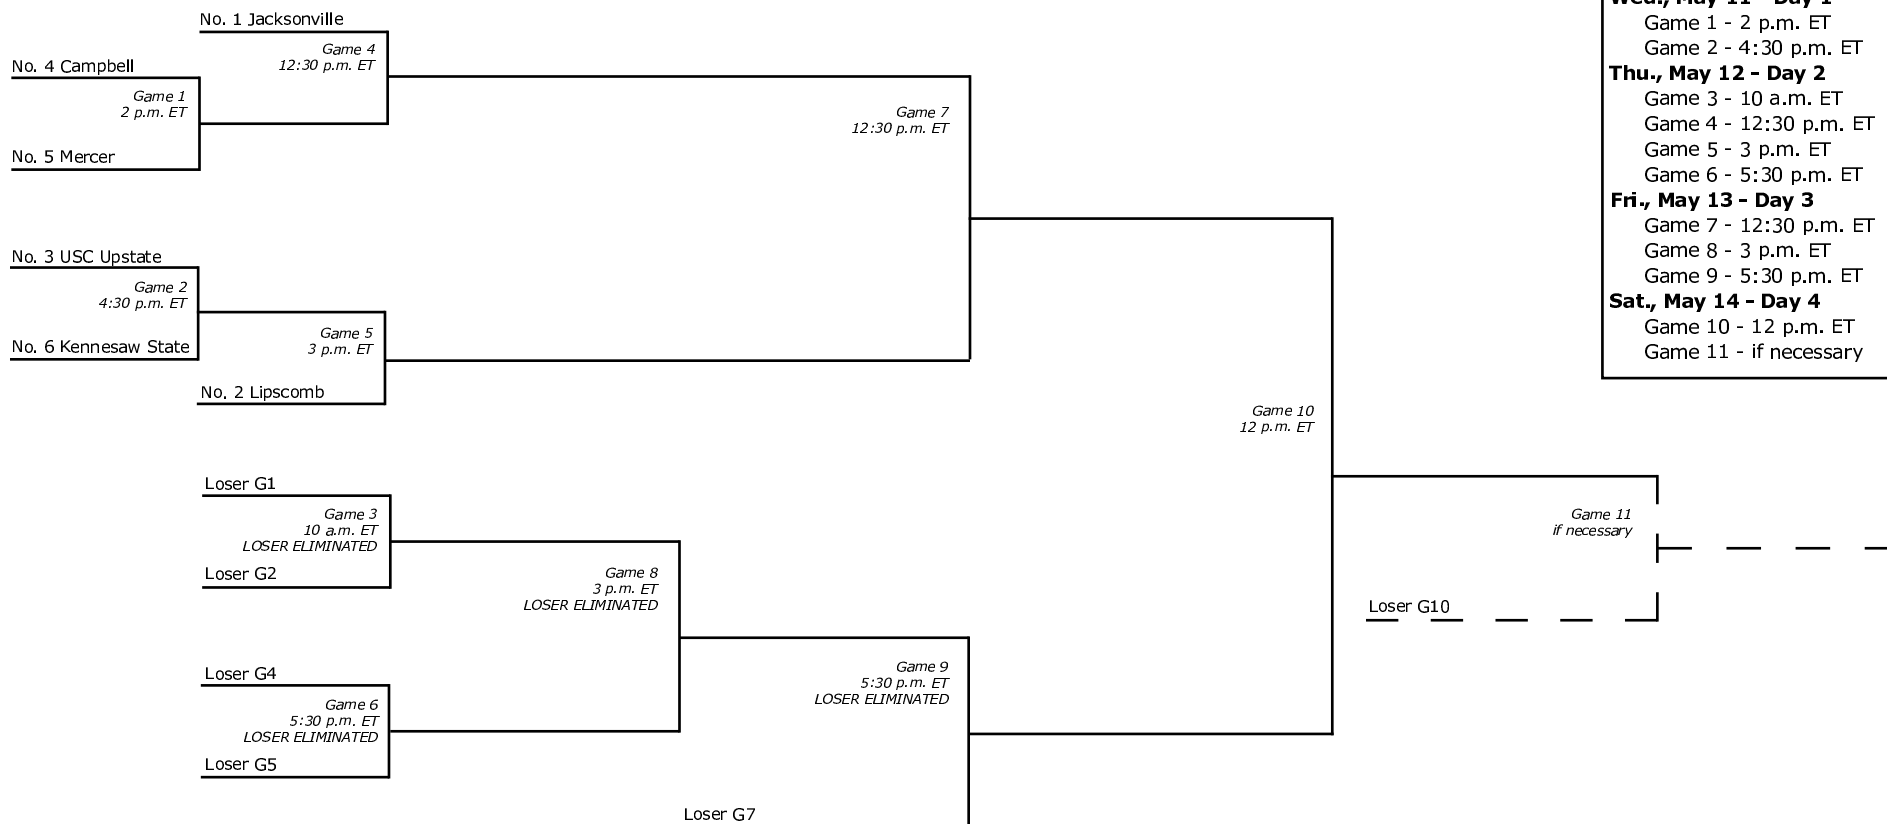 No. 1 Jacksonville
Game 4
12:30 p.m. ET
No. 4 Campbell
Game 1
2 p.m. ET
No. 5 Mercer
Game 7
12:30 p.m. ET
No. 3 USC Upstate
Game 2
4:30 p.m. ET
No. 6 Kennesaw State
Game 5
3 p.m. ET
No. 2 Lipscomb
Game 10
12 p.m. ET
Loser G1
Game 3
10 a.m. ET
LOSER ELIMINATED
Loser G2
Game 8
3 p.m. ET
LOSER ELIMINATED
Loser G4
Game 6
5:30 p.m. ET
LOSER ELIMINATED
Loser G5
Game 9
5:30 p.m. ET
LOSER ELIMINATED
Loser G7
Game 11
if necessary
Loser G10
Wed., May 11 - Day 1
Game 1 - 2 p.m. ET
Game 2 - 4:30 p.m. ET
Thu., May 12 - Day 2
Game 3 - 10 a.m. ET
Game 4 - 12:30 p.m. ET
Game 5 - 3 p.m. ET
Game 6 - 5:30 p.m. ET
Fri., May 13 - Day 3
Game 7 - 12:30 p.m. ET
Game 8 - 3 p.m. ET
Game 9 - 5:30 p.m. ET
Sat., May 14 - Day 4
Game 10 - 12 p.m. ET
Game 11 - if necessary